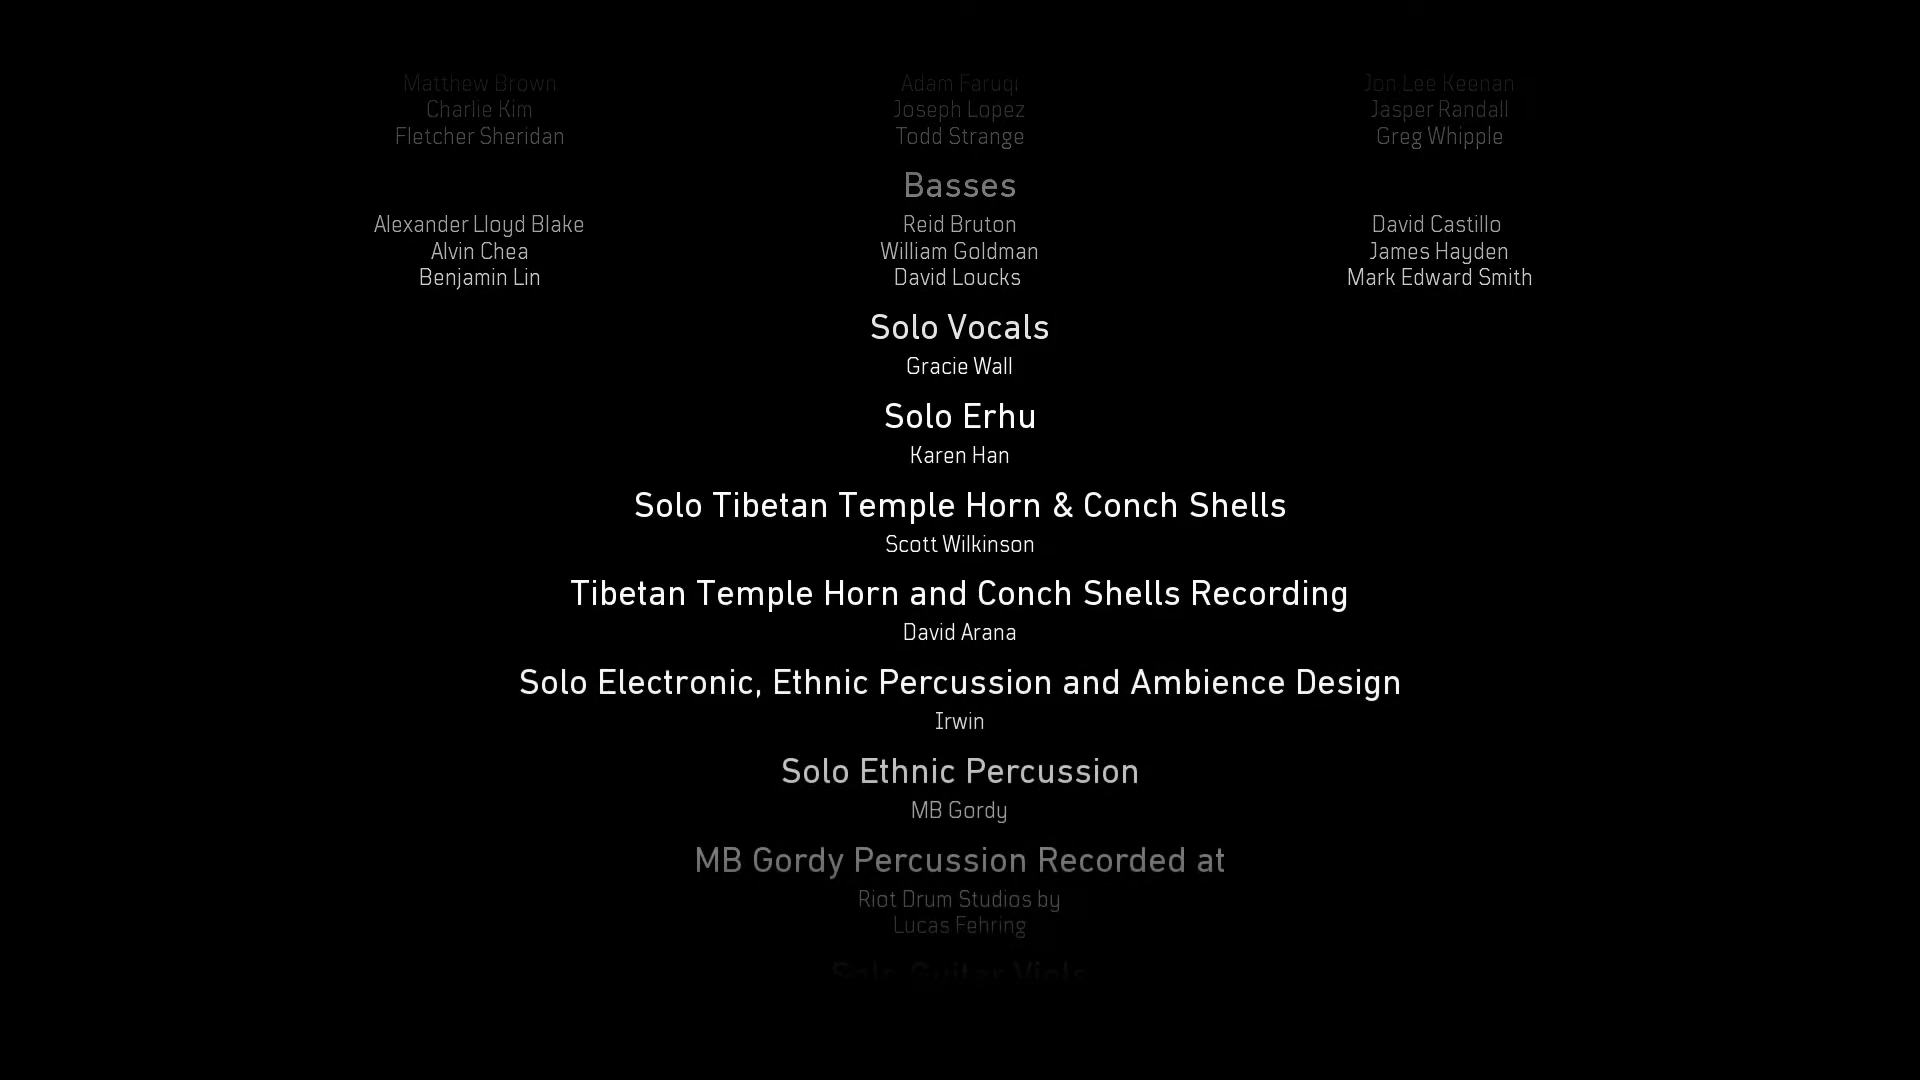 Matthew Brown Adam Faruqi Jon Lee Keenan
Charlie Kim Joseph Lopez Jasper Randall
Fletcher Sheridan Todd Strange Greg Whipple
Basses
Alexander Lloyd Blake Reid Bruton David Castillo
Alvin Chea William Goldman James Hayden
Benjamin Lin David Loucks Mark Edward Smith
Solo Vocals
Gracie Wall
Solo Erhu
Karen Han
Solo Tibetan Temple Horn & Conch Shells
Scott Wilkinson
Tibetan Temple Horn and Conch Shells Recording
David Arana
Solo Electronic, Ethnic Percussion and Ambience Design
Irwin
Solo Ethnic Percussion
MB Gordy
MB Gordy Percussion Recorded at
Riot Drum Studios by
Lucas Fehring
Solo Guitar Viols